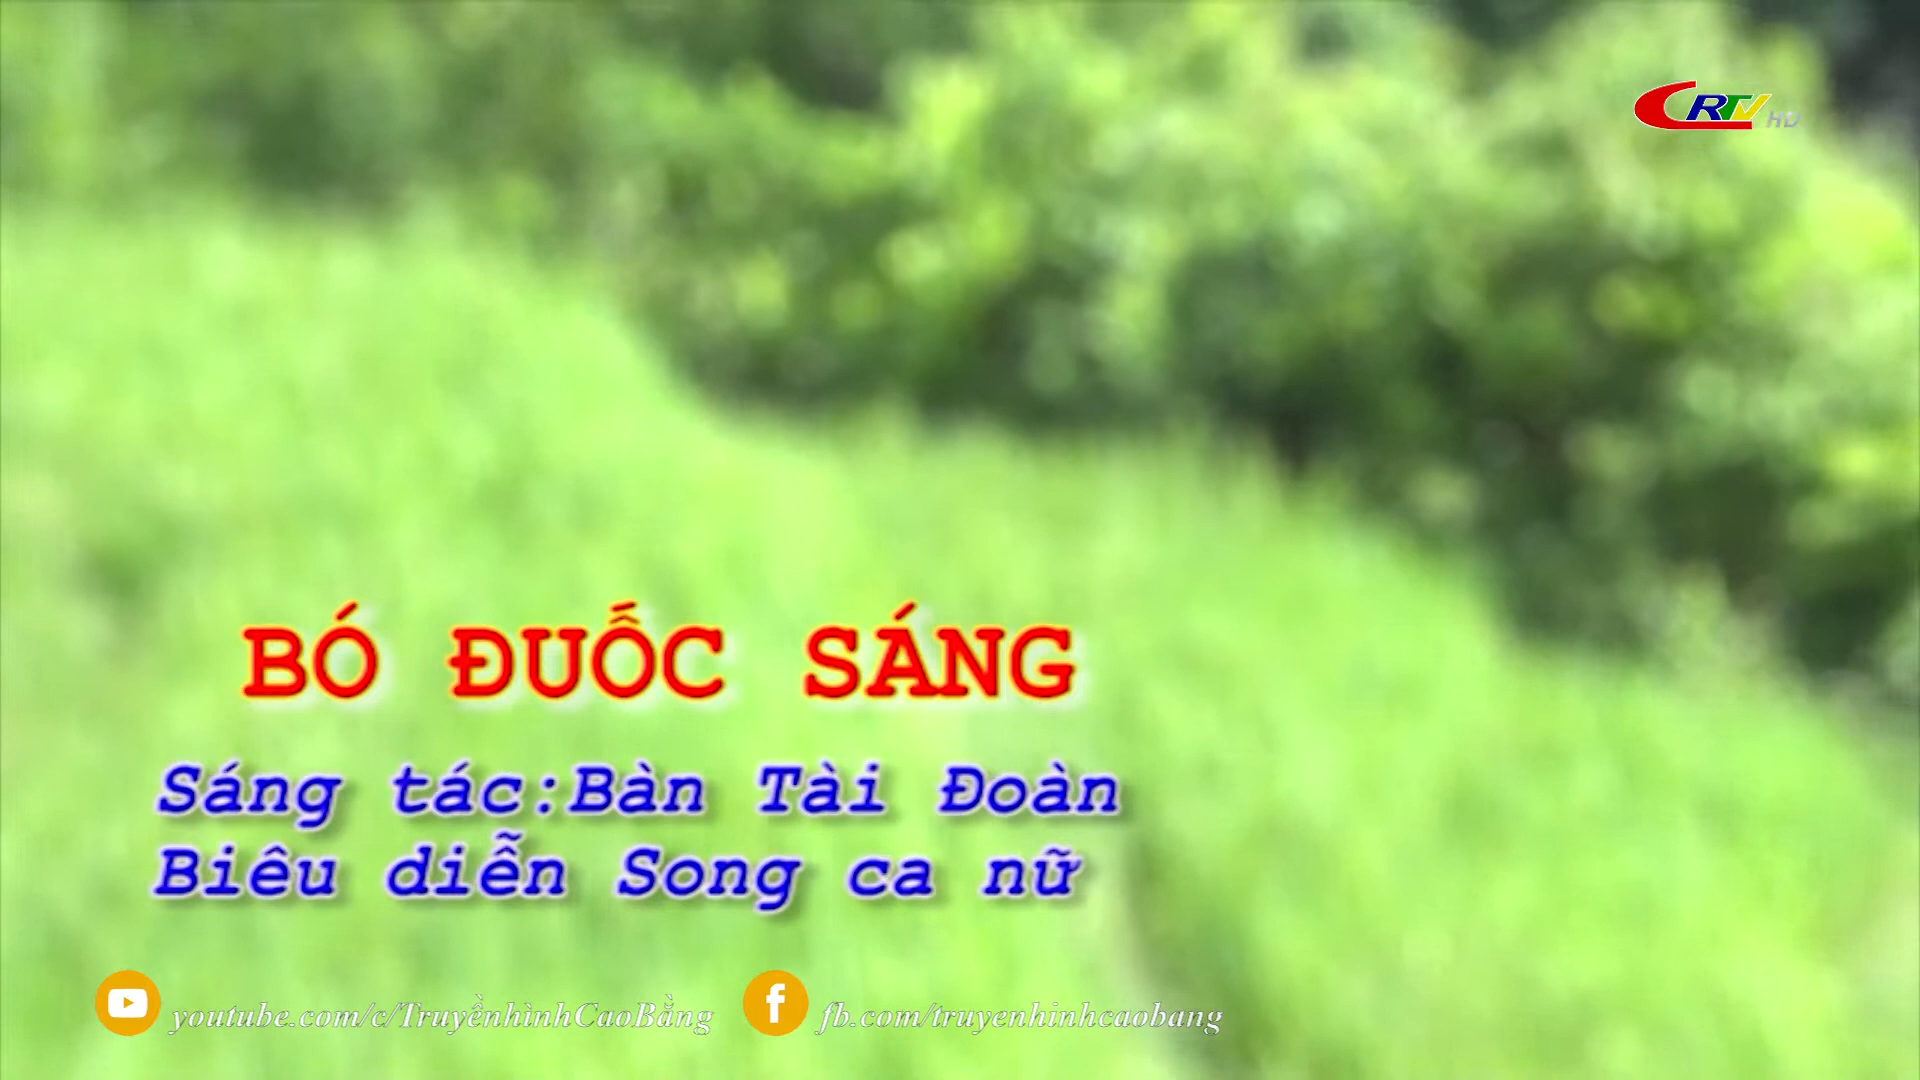 CRTV HD
BÓ ĐUỐC SÁNG
Sáng tác:Bàn Tài Đoàn
Biêu diễn Song ca nữ
youtube.com/c/TruyềnhìnhCaoBằng fb.com/truyenhinhcaobang